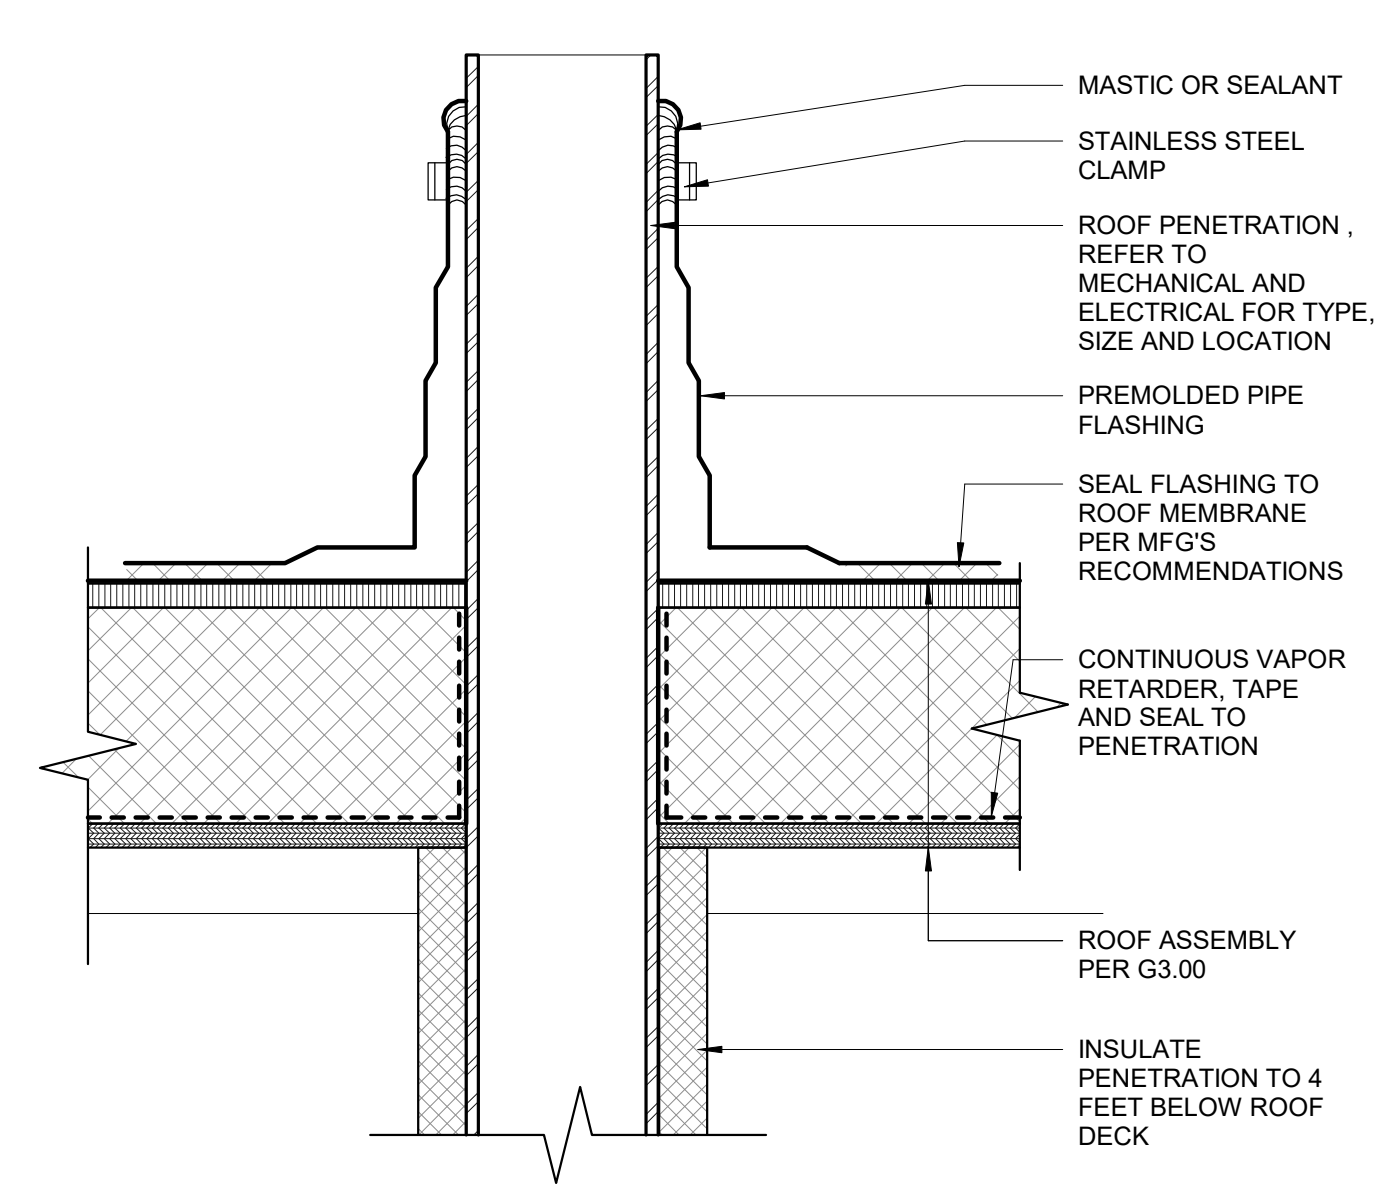 MASTIC OR SEALANT
STAINLESS STEEL
CLAMP
ROOF PENETRATION ,
REFER TO
MECHANICAL AND
ELECTRICAL FOR TYPE,
SIZE AND LOCATION
PREMOLDED PIPE
FLASHING
SEAL FLASHING TO
ROOF MEMBRANE
PER MFG'S
RECOMMENDATIONS
CONTINUOUS VAPOR
RETARDER, TAPE
AND SEAL TO
PENETRATION
ROOF ASSEMBLY
PER G3.00
INSULATE
PENETRATION TO 4
FEET BELOW ROOF
DECK